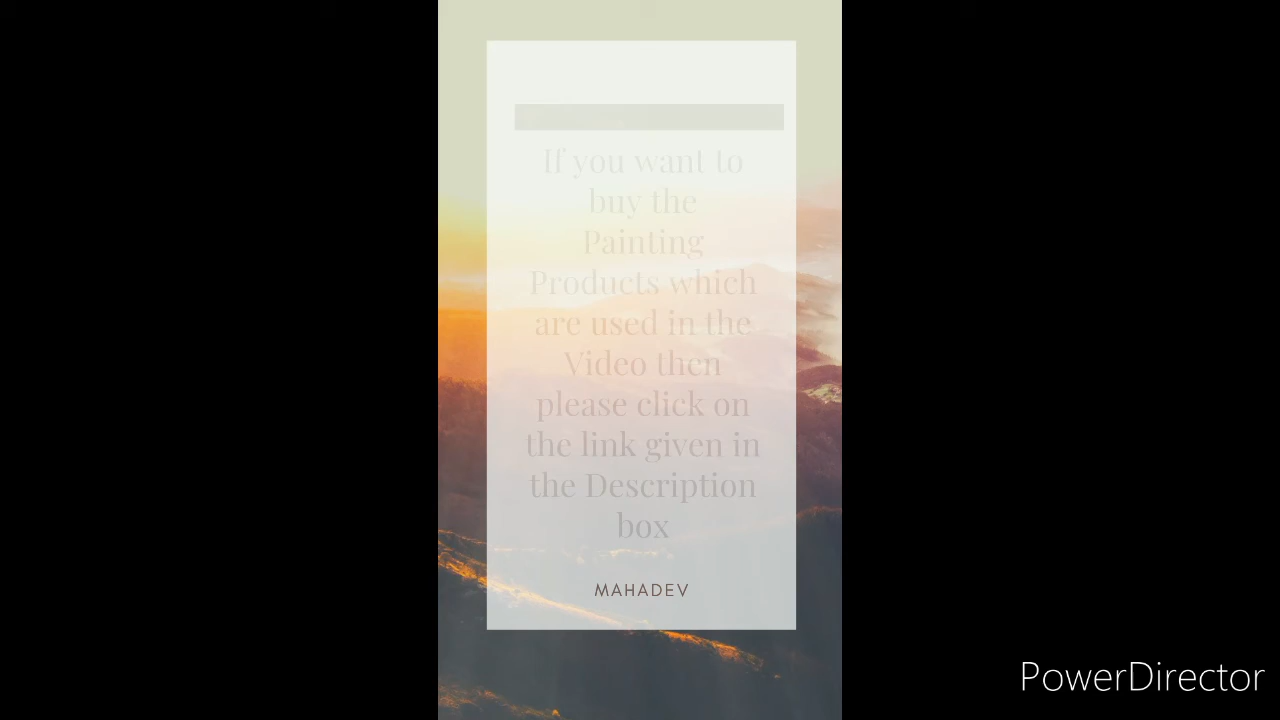 If you want to
buy the
Painting
Products which
are used in the
Video then
please click on
the link given in
the Description
box
MAHADEV
PowerDirector